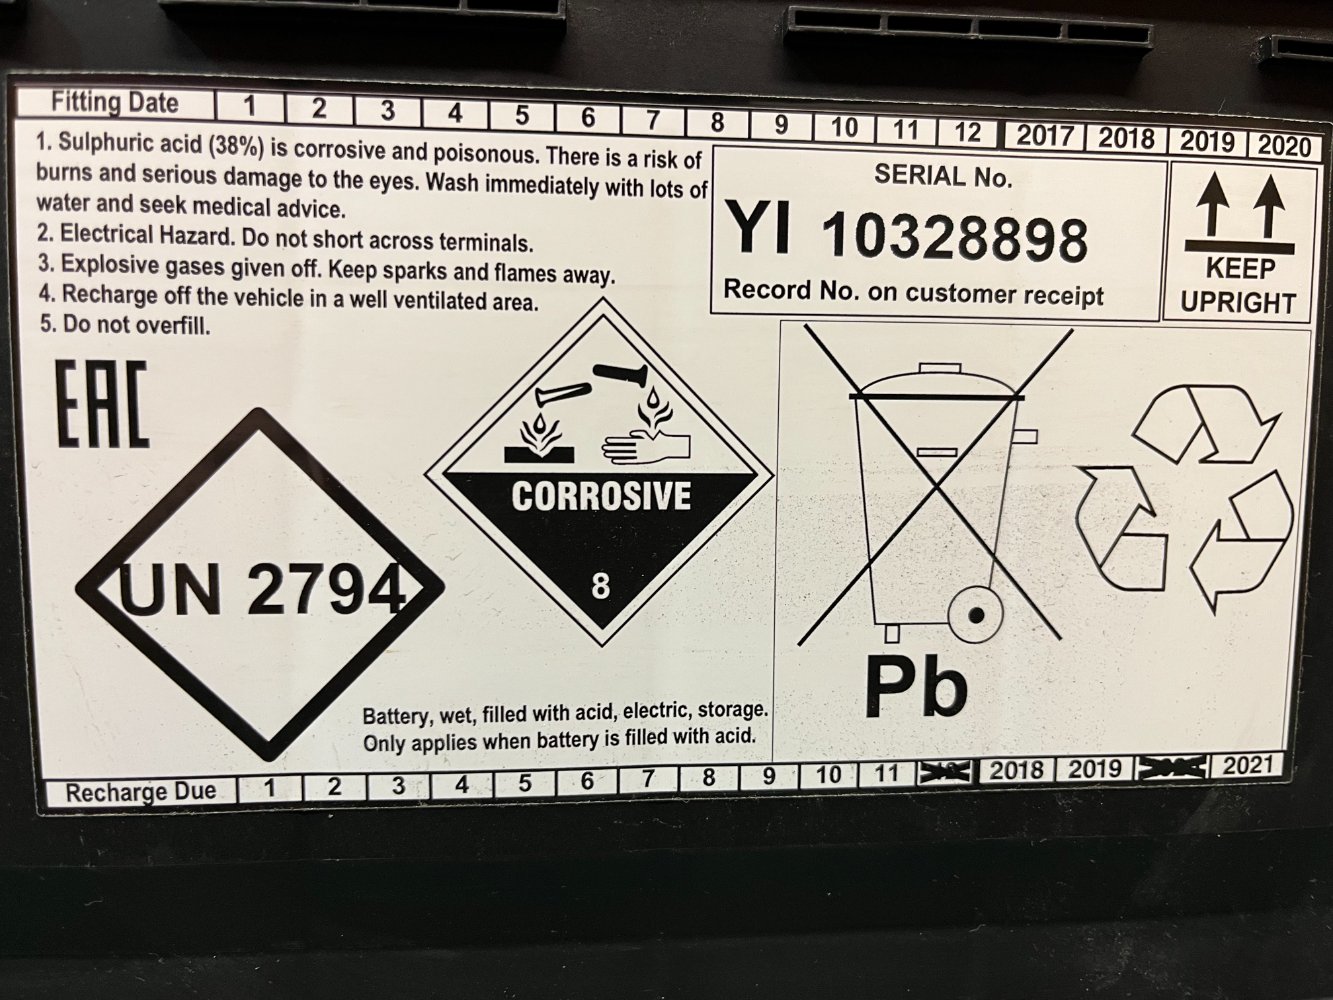 Fitting Date 1 2 3 4 5 6 7 8 9 10 11 12 2017 2018 2019 2020
1. Sulphuric acid (38%) is corrosive and poisonous. There is a risk of
burns and serious damage to the eyes. Wash immediately with lots of
water and seek medical advice.
2. Electrical Hazard. Do not short across terminals.
3. Explosive gases given off. Keep sparks and flames away.
4. Recharge off the vehicle in a well ventilated area.
5. Do not overfill.
SERIAL No.
YI 10328898
Record No. on customer receipt
KEEP
UPRIGHT
EAC
UN 2794
CORROSIVE
8
Pb
Battery, wet, filled with acid, electric, storage.
Only applies when battery is filled with acid.
Recharge Due 1 2 3 4 5 6 7 8 9 10 11 2018 2019 2021